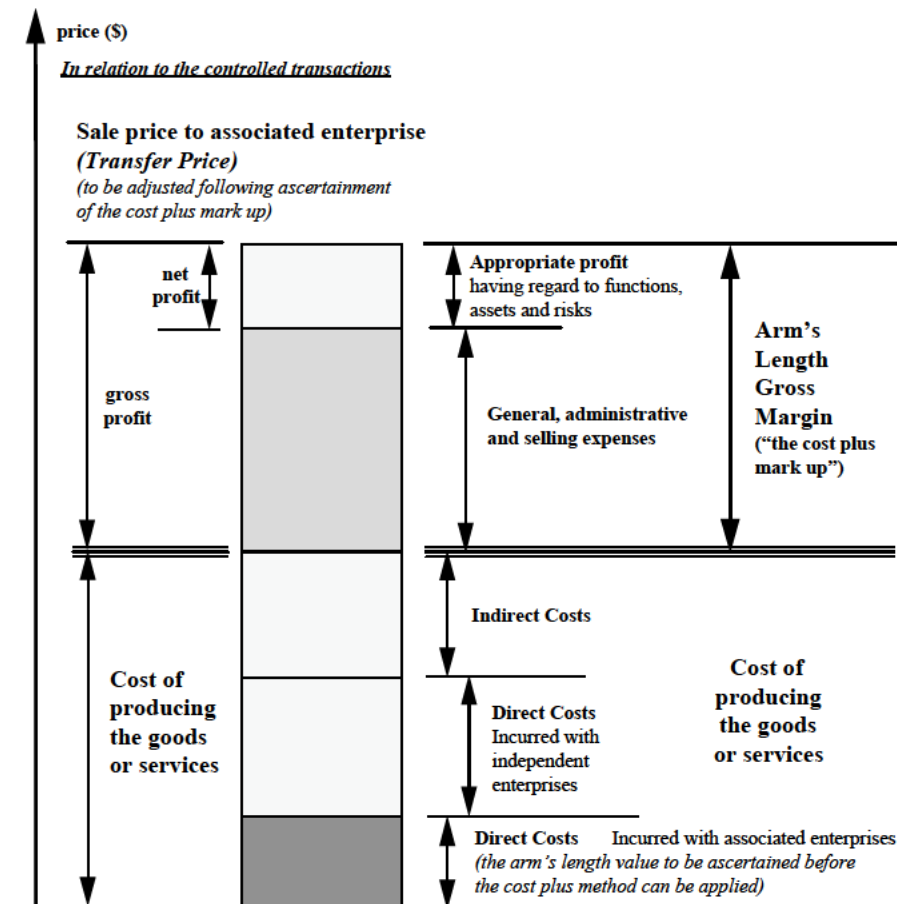 price ($)
In relation to the controlled transactions
Sale price to associated enterprise
(Transfer Price)
(to be adjusted following ascertainment
of the cost plus mark up)
net
profit
gross
profit
Appropriate profit
having regard to functions,
assets and risks
General, administrative
and selling expenses
Arm’s
Length
Gross
Margin
(“the cost plus
mark up”)
Cost of
producing
the goods
or services
Indirect Costs
Direct Costs
Incurred with
independent
enterprises
Cost of
producing
the goods
or services
Direct Costs Incurred with associated enterprises
(the arm’s length value to be ascertained before
the cost plus method can be applied)